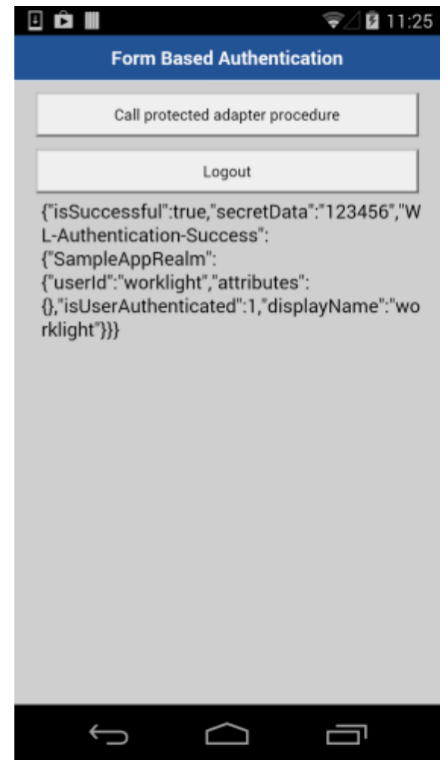 11:25
Form Based Authentication
Call protected adapter procedure
Logout
{"isSuccessful":true,"secretData":"123456","W
L-Authentication-Success":
{"SampleAppRealm":
{"userId":"worklight","attributes":
{},"isUserAuthenticated":1,"displayName":"wo
rklight"}}}